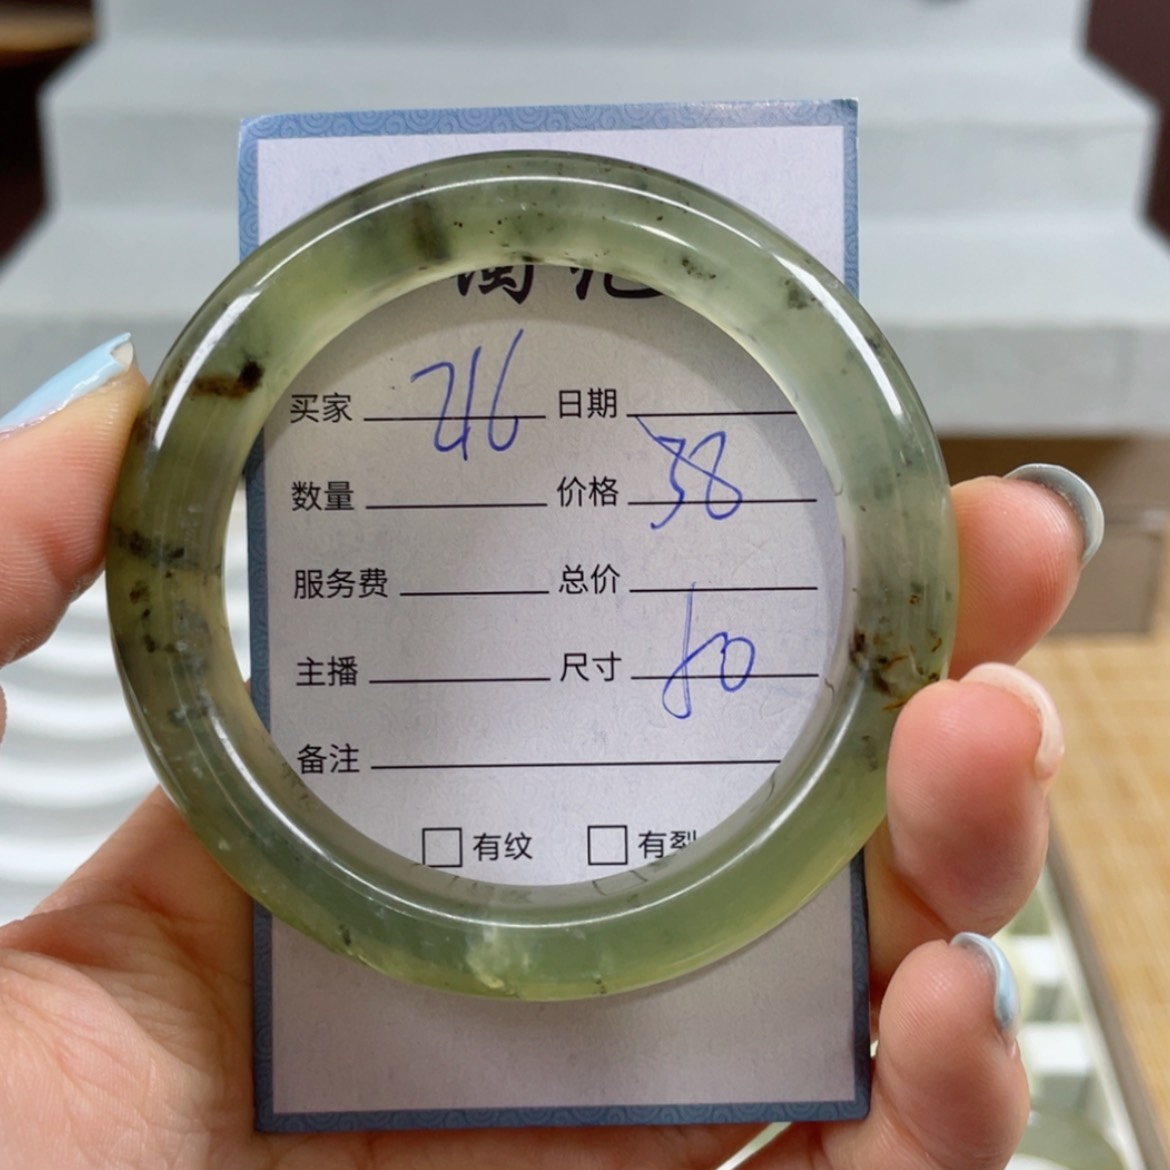 买家 216 日期
数量 价格 38
服务费 总价
主播 尺寸 60
备注
有纹 有裂